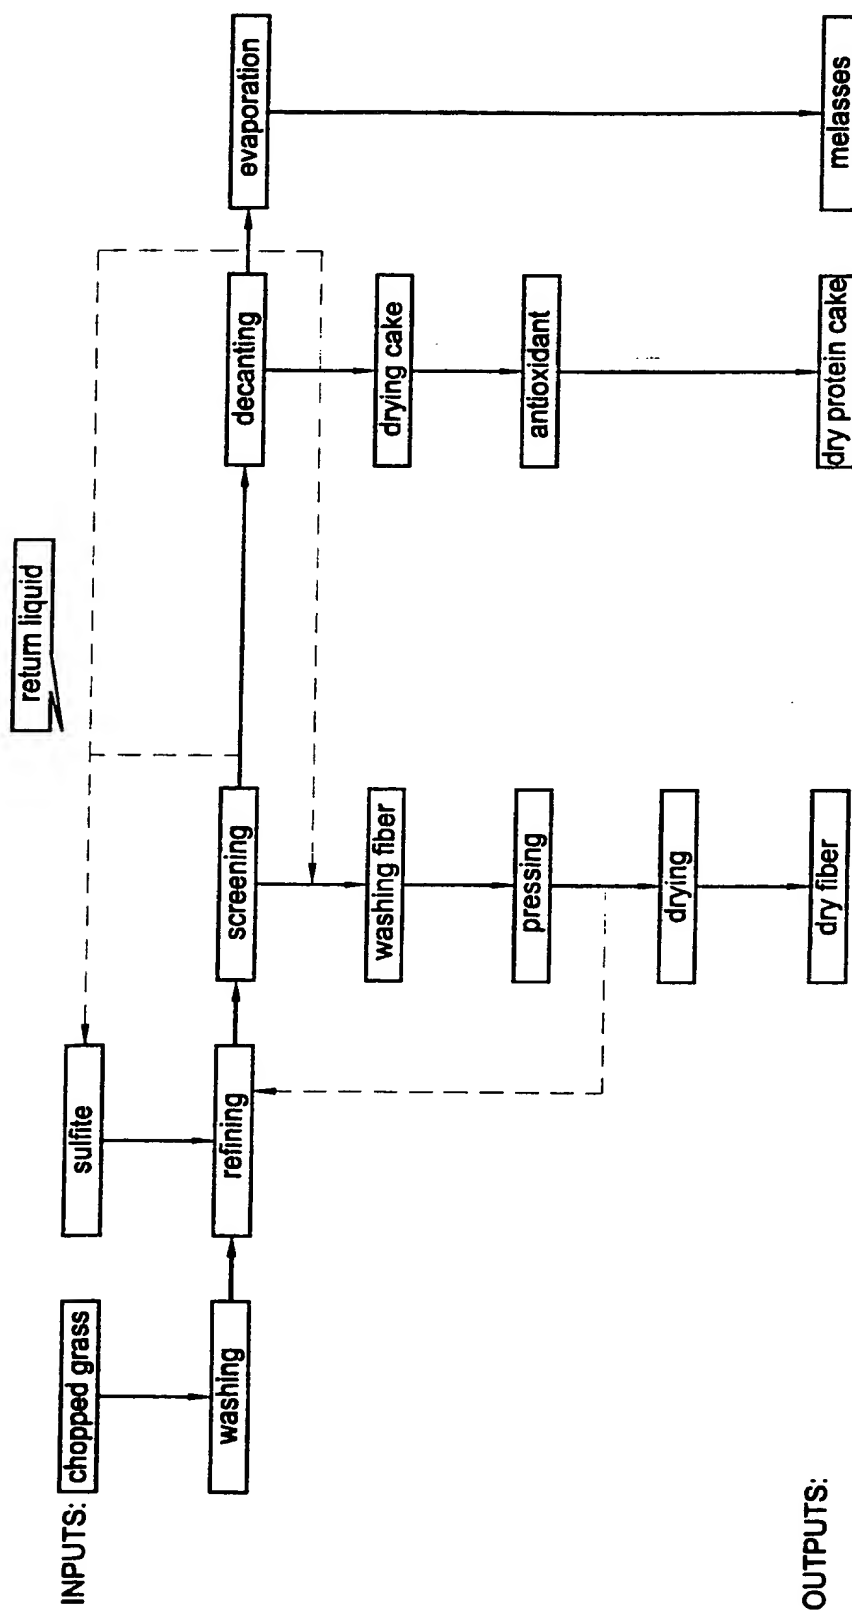 return liquid
INPUTS:
chopped grass
sulfite
washing
refining
screening
decanting
evaporation
washing fiber
drying cake
pressing
antioxidant
drying
OUTPUTS:
dry fiber
dry protein cake
melasses